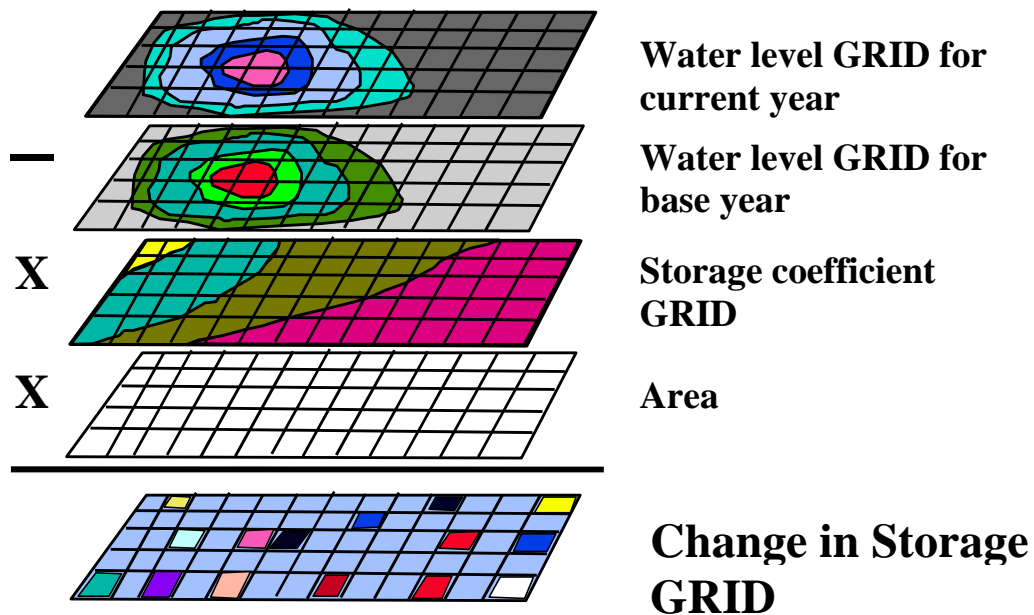 Water level GRID for
current year
—
Water level GRID for
base year
X
Storage coefficient
GRID
X
Area
Change in Storage
GRID